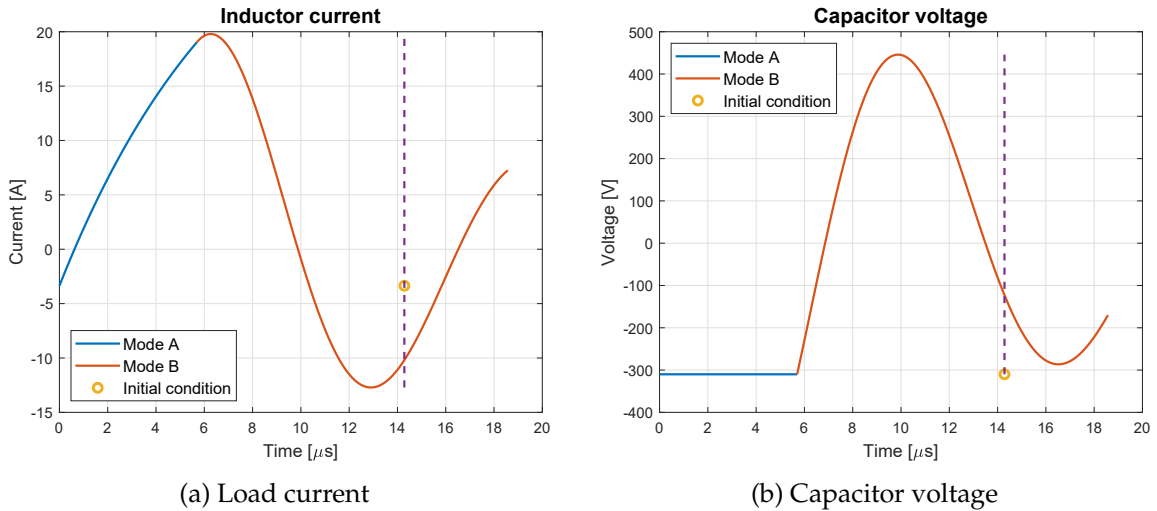 Inductor current
20
15
10
5
0
-5
-10
-15
Current [A]
Mode A
Mode B
Initial condition
0 2 4 6 8 10 12 14 16 18 20
Time [μs]
(a) Load current
Capacitor voltage
500
400
300
200
100
0
-100
-200
-300
-400
Voltage [V]
Mode A
Mode B
Initial condition
0 2 4 6 8 10 12 14 16 18 20
Time [μs]
(b) Capacitor voltage